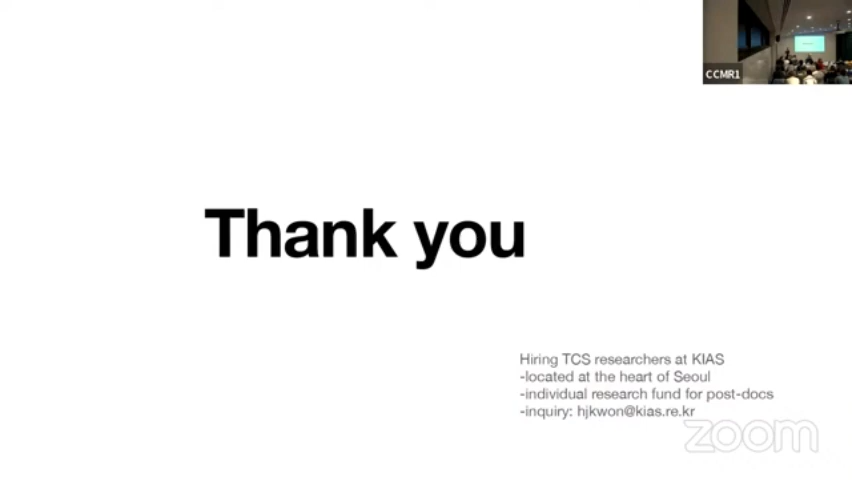 CCMR1
Thank you
Hiring TCS researchers at KIAS
-located at the heart of Seoul
-individual research fund for post-docs
-inquiry: hjkwon@kias.re.kr
zoom